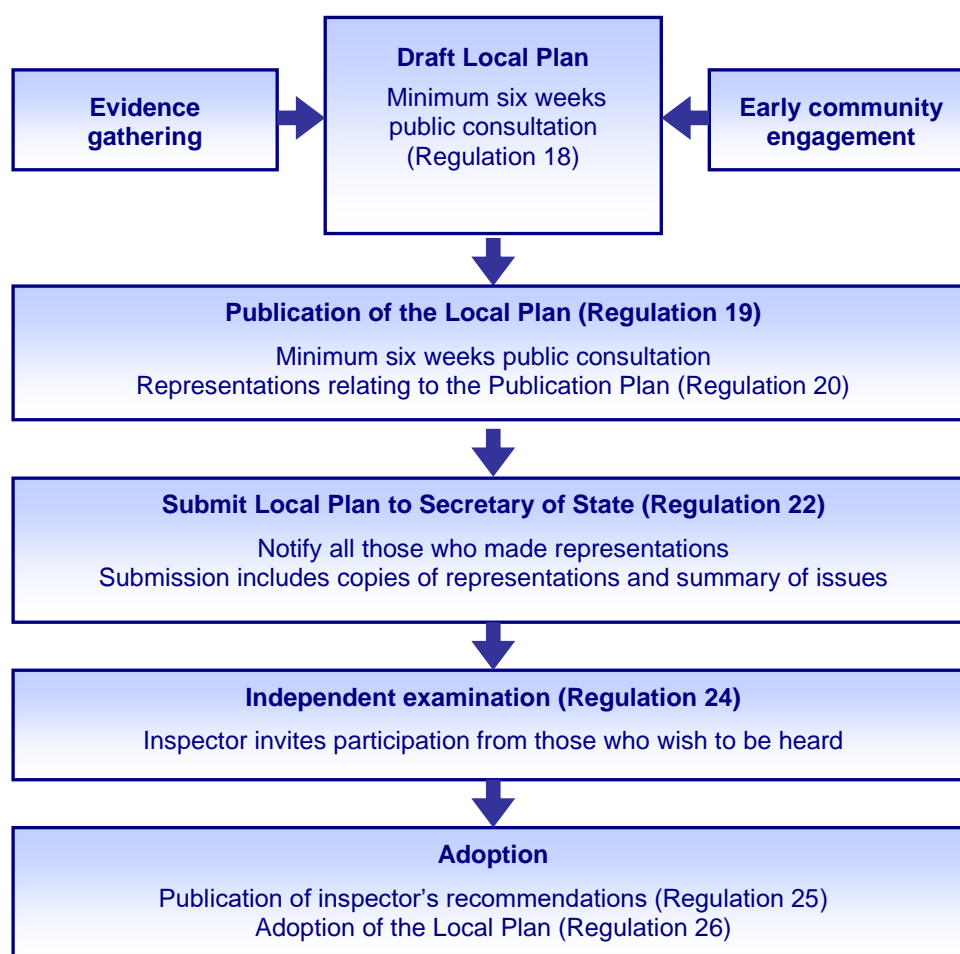 Draft Local Plan
Minimum six weeks
public consultation
(Regulation 18)
Evidence
gathering
Early community
engagement
Publication of the Local Plan (Regulation 19)
Minimum six weeks public consultation
Representations relating to the Publication Plan (Regulation 20)
Submit Local Plan to Secretary of State (Regulation 22)
Notify all those who made representations
Submission includes copies of representations and summary of issues
Independent examination (Regulation 24)
Inspector invites participation from those who wish to be heard
Adoption
Publication of inspector’s recommendations (Regulation 25)
Adoption of the Local Plan (Regulation 26)